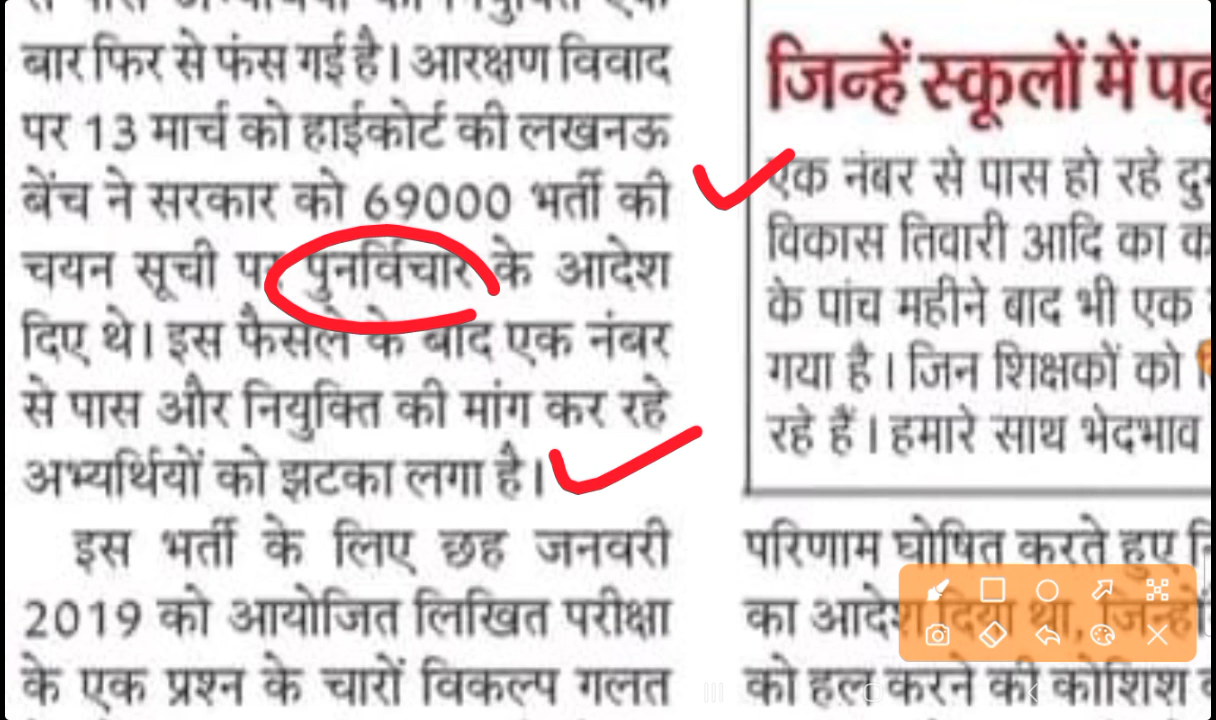 बार फिर से फंस गई है। आरक्षण विवाद
पर 13 मार्च को हाईकोर्ट की लखनऊ
बेंच ने सरकार को 69000 भर्ती की
चयन सूची पर पुनर्विचार के आदेश
दिए थे। इस फैसले के बाद एक नंबर
से पास और नियुक्ति की मांग कर रहे
अभ्यर्थियों को झटका लगा है।
इस भर्ती के लिए छह जनवरी
2019 को आयोजित लिखित परीक्षा
के एक प्रश्न के चारों विकल्प गलत
जिन्हें स्कूलों में
एक नंबर से पास हो रहे
विकास तिवारी आदि का
के पांच महीने बाद भी एक
गया है। जिन शिक्षकों को
रहे हैं। हमारे साथ भेदभाव
परिणाम घोषित करते हुए
का आदेश दिया था, जिन्होंने
को हल करने की कोशिश